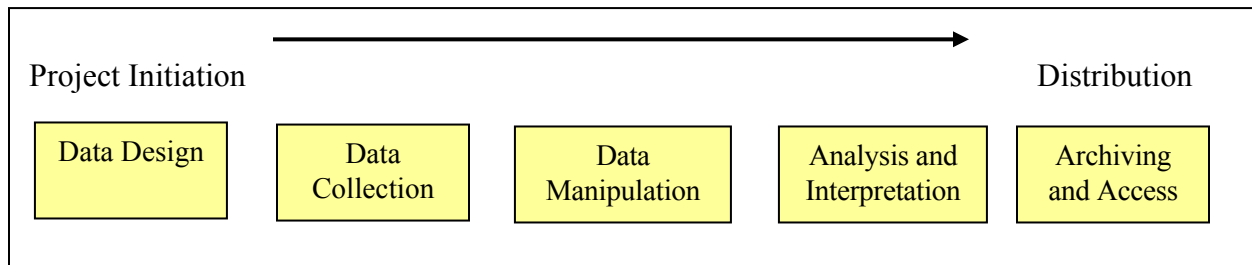 Project Initiation
Distribution
Data Design
Data
Collection
Data
Manipulation
Analysis and
Interpretation
Archiving
and Access